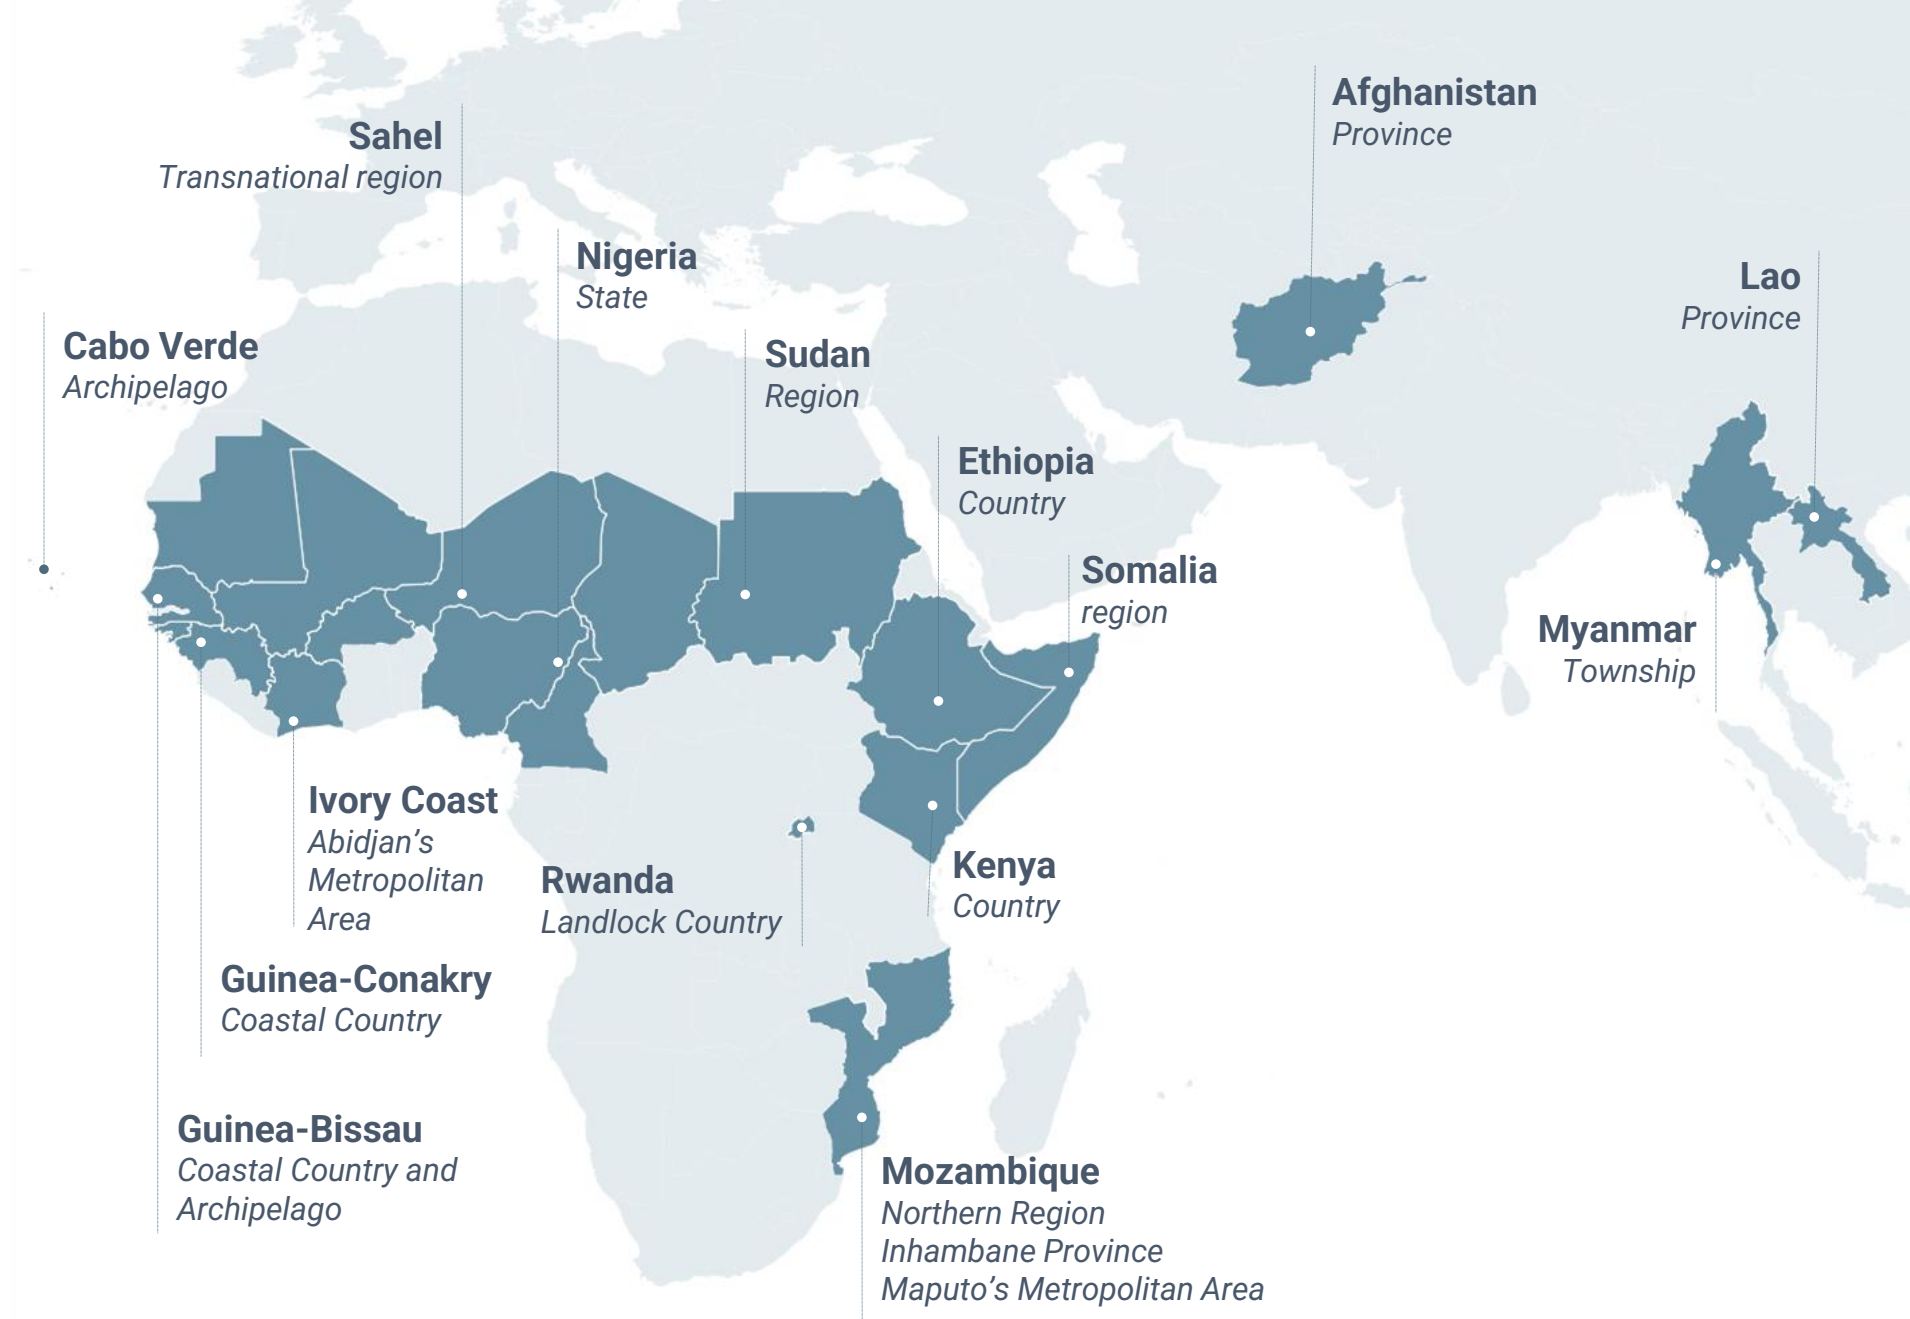 Afghanistan
Province
Sahel
Transnational region
Nigeria
State
Lao
Province
Cabo Verde
Archipelago
Sudan
Region
Ethiopia
Country
Somalia
region
Myanmar
Township
Ivory Coast
Abidjan’s
Metropolitan
Area
Rwanda
Landlock Country
Kenya
Country
Guinea-Conakry
Coastal Country
Guinea-Bissau
Coastal Country and
Archipelago
Mozambique
Northern Region
Inhambane Province
Maputo’s Metropolitan Area